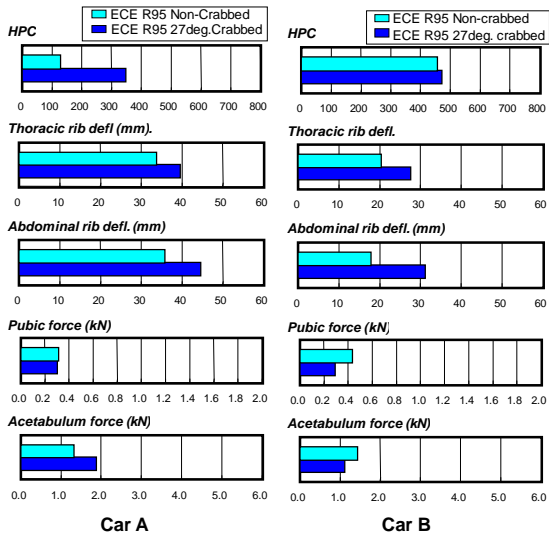 ECE R95 Non-Crabbed
ECE R95 27deg.Crabbed
HPC
0 100 200 300 400 500 600 700 800
Thoracic rib defl (mm).
0 10 20 30 40 50 60
Abdominal rib defl. (mm)
0 10 20 30 40 50 60
Pubic force (kN)
0.0 0.2 0.4 0.6 0.8 1.0 1.2 1.4 1.6 1.8 2.0
Acetabulum force (kN)
0.0 1.0 2.0 3.0 4.0 5.0 6.0
Car A
ECE R95 Non-crabbed
ECE R95 27deg. crabbed
HPC
0 100 200 300 400 500 600 700 800
Thoracic rib defl.
0 10 20 30 40 50 60
Abdominal rib defl. (mm)
0 10 20 30 40 50 60
Pubic force (kN)
0.0 0.2 0.4 0.6 0.8 1.0 1.2 1.4 1.6 1.8 2.0
Acetabulum force (kN)
0.0 1.0 2.0 3.0 4.0 5.0 6.0
Car B